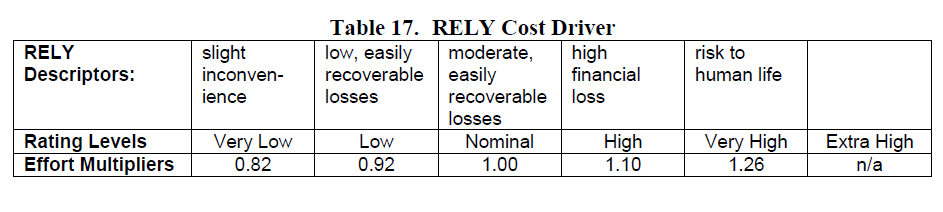 Table 17. RELY Cost Driver
RELY Descriptors: slight inconven-ience low, easily recoverable losses moderate, easily recoverable losses high financial loss risk to human life
Rating Levels Very Low Low Nominal High Very High Extra High
Effort Multipliers 0.82 0.92 1.00 1.10 1.26 n/a